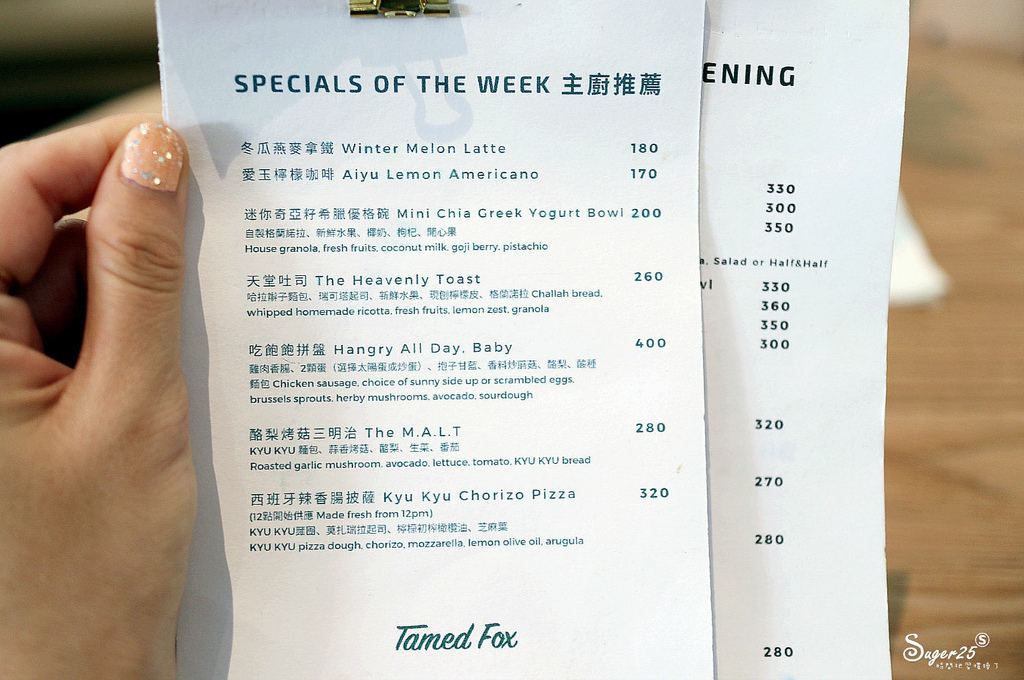 SPECIALS OF THE WEEK 主廚推薦
冬瓜燕麥拿鐵 Winter Melon Latte 180
愛玉檸檬咖啡 Aiyu Lemon Americano 170
迷你奇亞籽希臘優格碗 Mini Chia Greek Yogurt Bowl 200
自製格蘭諾拉、新鮮水果、椰奶、枸杞、開心果
House granola, fresh fruits, coconut milk, goji berry, pistachio
天堂吐司 The Heavenly Toast 260
哈拉辮子麵包、瑞可塔起司、新鮮水果、現刨檸檬皮、格蘭諾拉 Challah bread,
whipped homemade ricotta, fresh fruits, lemon zest, granola
吃飽飽拼盤 Hangry All Day, Baby 400
雞肉香腸、2顆蛋（選擇太陽蛋或炒蛋）、抱子甘藍、香料炒蘑菇、酪梨、酸種
麵包 Chicken sausage, choice of sunny side up or scrambled eggs,
brussels sprouts, herby mushrooms, avocado, sourdough
酪梨烤菇三明治 The M.A.L.T 280
KYU KYU 麵包、蒜香烤菇、酪梨、生菜、番茄
Roasted garlic mushroom, avocado, lettuce, tomato, KYU KYU bread
西班牙辣香腸披薩 Kyu Kyu Chorizo Pizza 320
(12點開始供應 Made fresh from 12pm)
KYU KYU麵團、莫扎瑞拉起司、檸檬初榨橄欖油、芝麻葉
KYU KYU pizza dough, chorizo, mozzarella, lemon olive oil, arugula
Tamed Fox
ENING
330
300
350
a, Salad or Half&Half
wl 330
360
350
300
320
270
280
280
Suger25 S